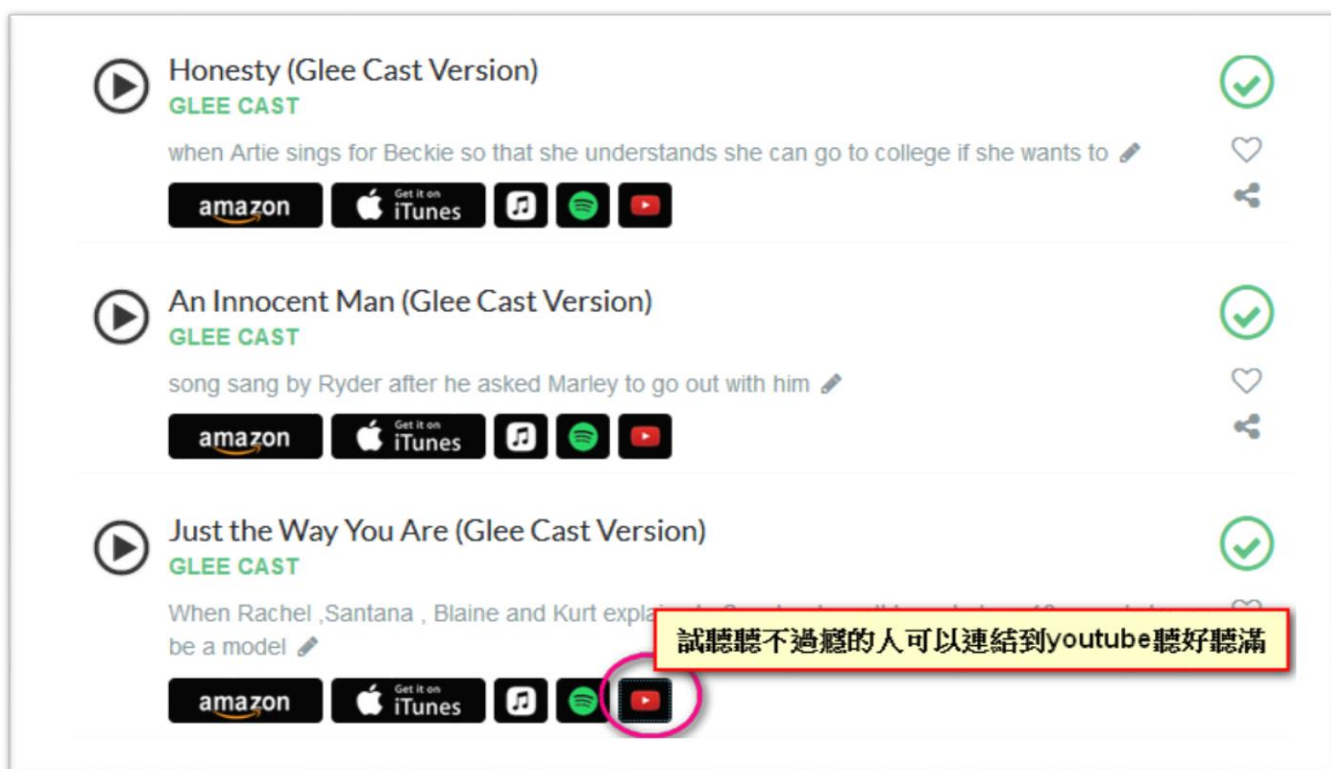 Honesty (Glee Cast Version)
GLEE CAST
when Artie sings for Beckie so that she understands she can go to college if she wants to
amazon Get it on iTunes
An Innocent Man (Glee Cast Version)
GLEE CAST
song sang by Ryder after he asked Marley to go out with him
amazon Get it on iTunes
Just the Way You Are (Glee Cast Version)
GLEE CAST
When Rachel ,Santana , Blaine and Kurt
be a model
試聽聽不過癮的人可以連結到youtube聽好聽滿
amazon Get it on iTunes